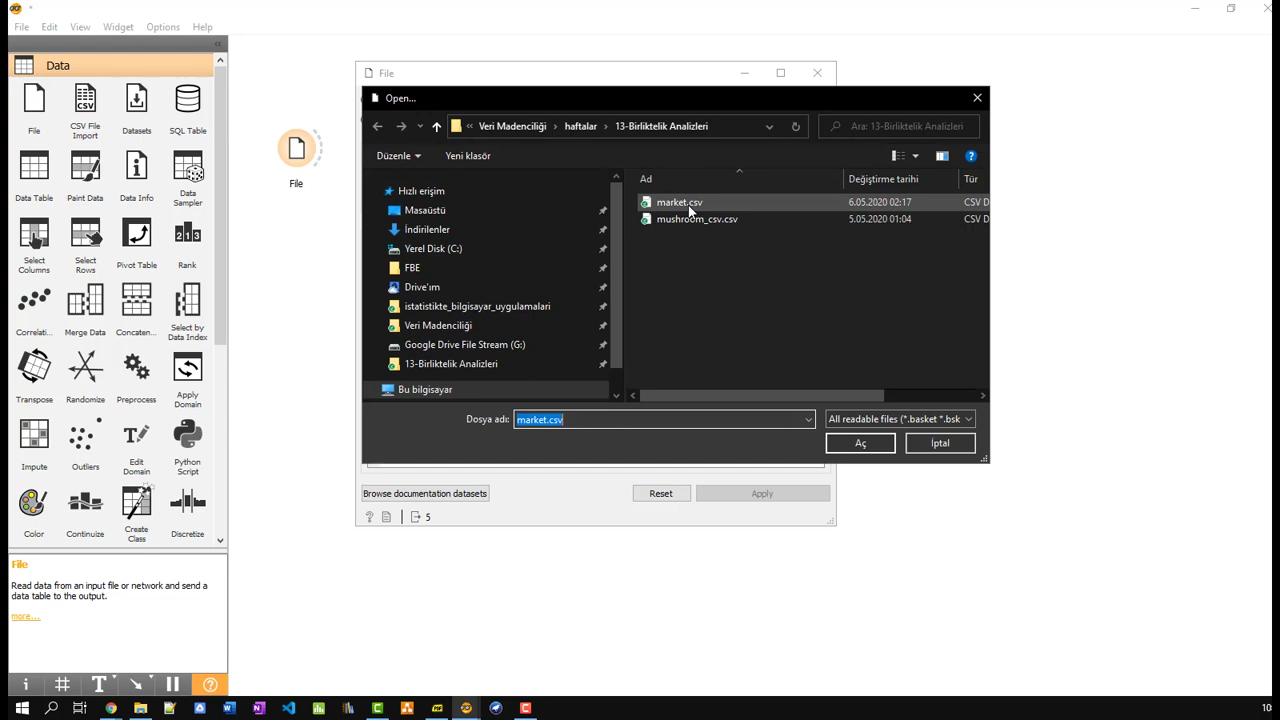 File Edit View Widget Options Help
Data
File
CSV File Import
Datasets
SQL Table
Data Table
Paint Data
Data Info
Data Sampler
Select Columns
Select Rows
Pivot Table
Rank
Correlati...
Merge Data
Concaten...
Select by Data Index
Transpose
Randomize
Preprocess
Apply Domain
Impute
Outliers
Edit Domain
Python Script
Color
Continuize
Create Class
Discretize
File
Read data from an input file or network and send a
data table to the output.
more...
File
File
Open...
« Veri Madenciliği › haftalar › 13-Birliktelik Analizleri
Ara: 13-Birliktelik Analizleri
Düzenle
Yeni klasör
Hızlı erişim
Masaüstü
İndirilenler
Yerel Disk (C:)
FBE
Drive'ım
istatistikte_bilgisayar_uygulamalari
Veri Madenciliği
Google Drive File Stream (G:)
13-Birliktelik Analizleri
Bu bilgisayar
Ad Değiştirme tarihi Tür
market.csv 6.05.2020 02:17 CSV D
mushroom_csv.csv 5.05.2020 01:04 CSV D
Dosya adı: market.csv
All readable files (*.basket *.bsk
Aç
İptal
Browse documentation datasets
Reset
Apply
5